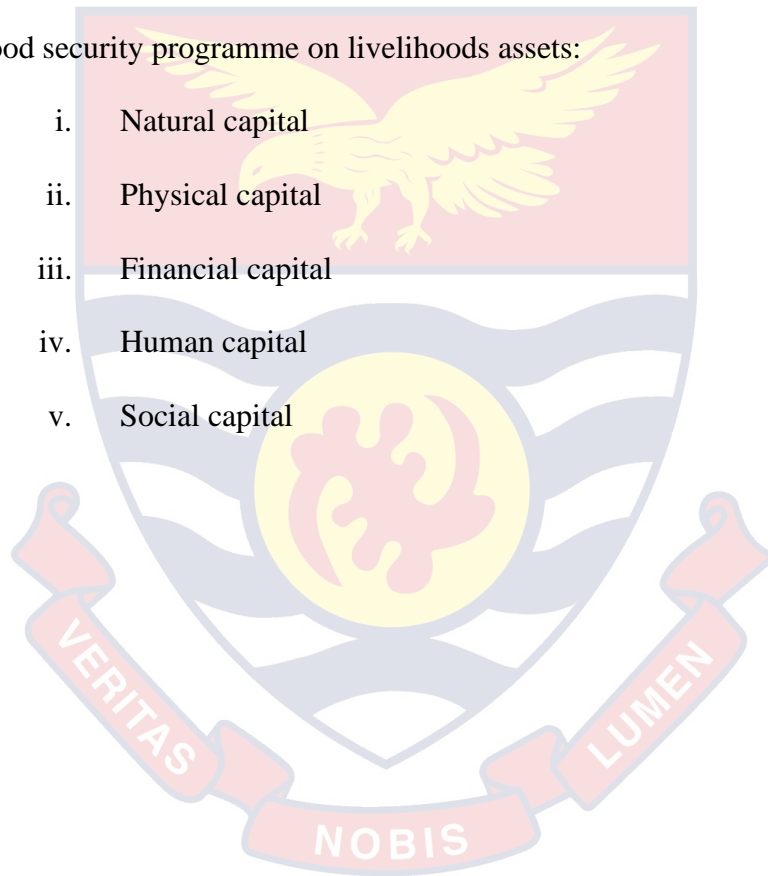 security programme on livelihoods assets:
i. Natural capital
ii. Physical capital
iii. Financial capital
iv. Human capital
v. Social capital
VERITAS
NOBIS
LUMEN